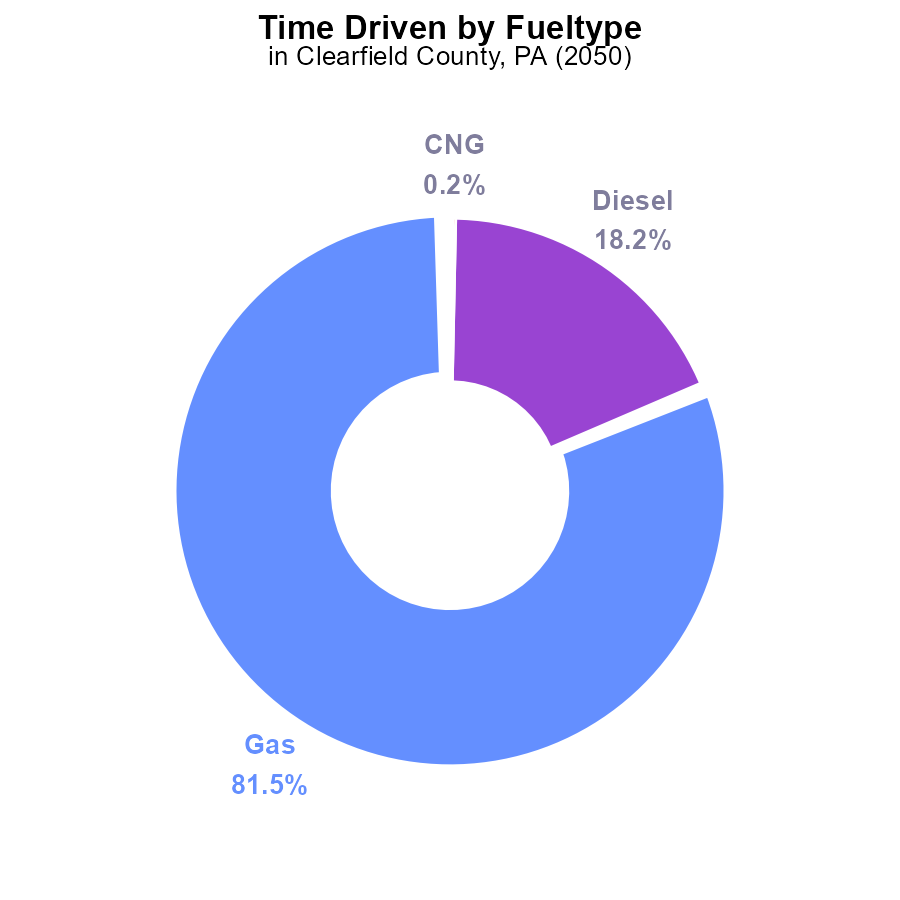 Time Driven by Fueltype
in Clearfield County, PA (2050)
CNG
0.2%
Diesel
18.2%
Gas
81.5%